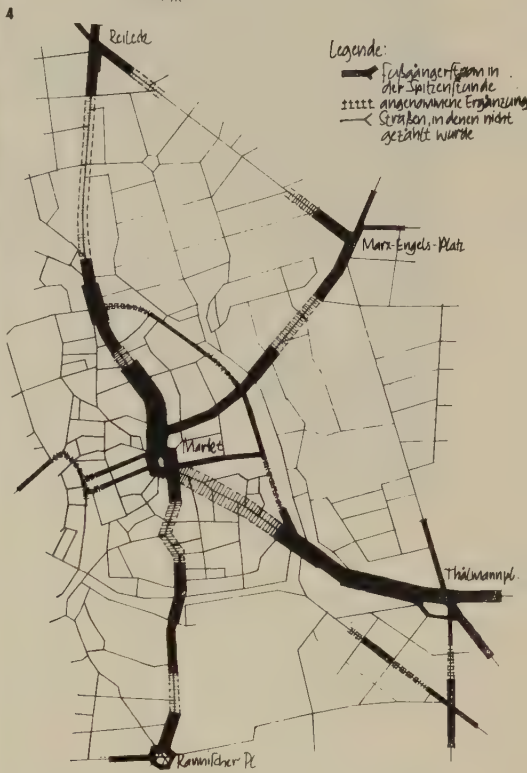 4
Reileck
Legende:
Fußgängerstrom in
der Spitzenstunde
angenommene Ergänzung
Straßen, in denen nicht
gezählt wurde
Marx-Engels-Platz
Markt
Thälmannpl.
Rannischer Pl.